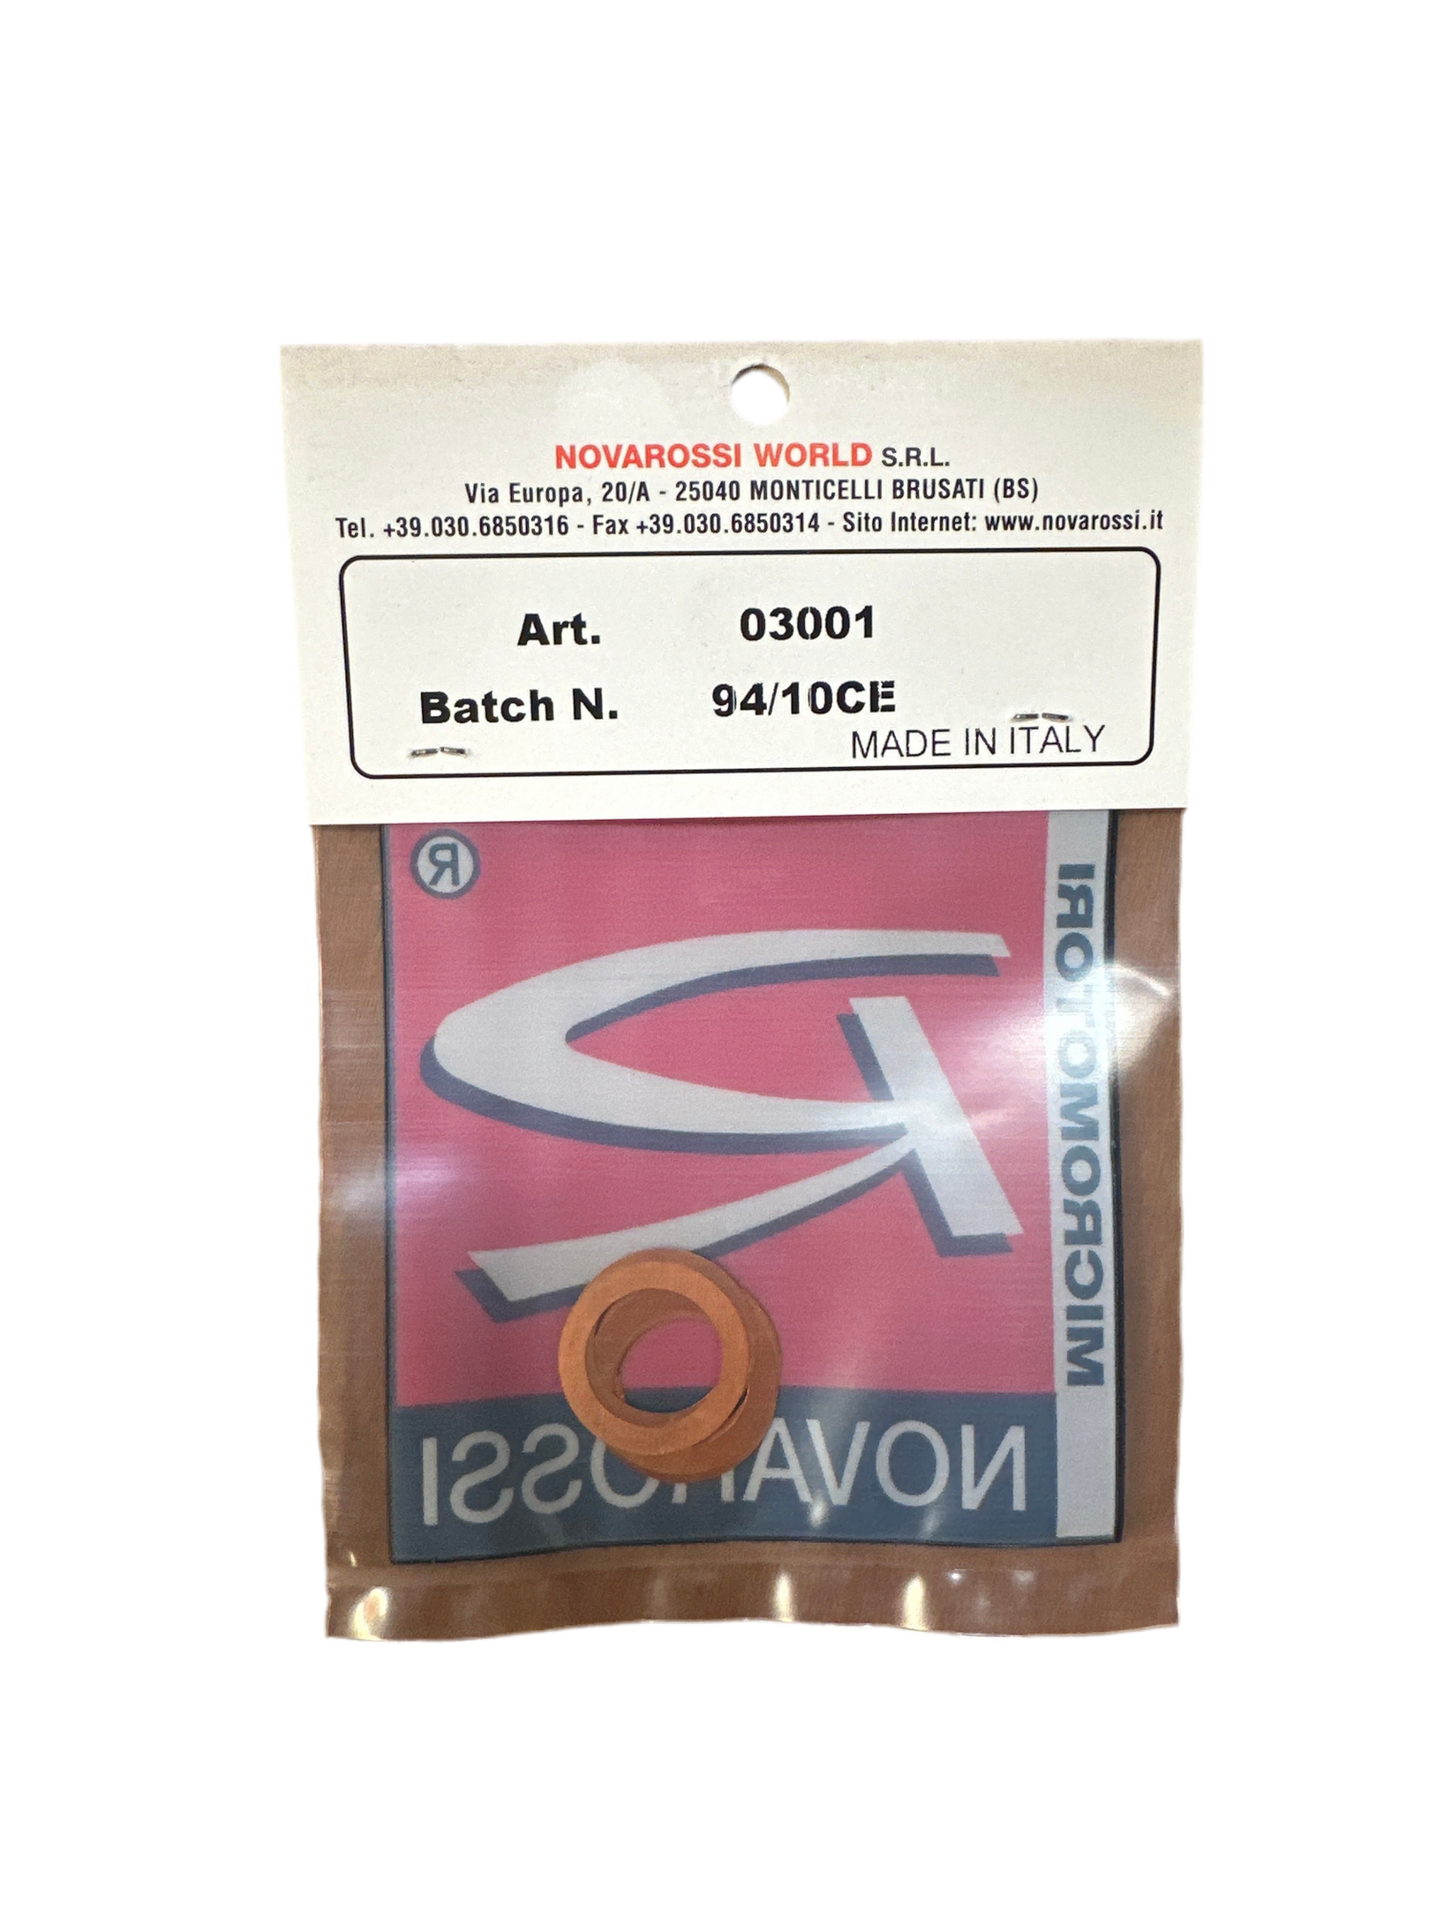 NOVAROSSI WORLD S.R.L.
Via Europa, 20/A - 25040 MONTICELLI BRUSATI (BS)
Tel. +39.030.6850316 - Fax +39.030.6850314 - Sito Internet: www.novarossi.it
Art. 03001
Batch N. 94/10CE
MADE IN ITALY
®
MICROMOTORI
NOVAROSSI